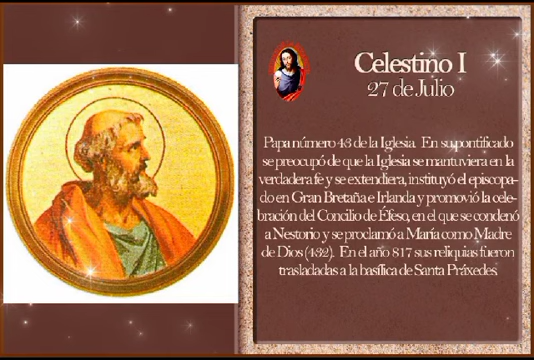 Celestino I
27 de Julio
Papa número 43 de la Iglesia. En su pontificado
se preocupó de que la Iglesia se mantuviera en la
verdadera fe y se extendiera, instituyó el episcopa-
do en Gran Bretaña e Irlanda y promovió la cele-
bración del Concilio de Éfeso, en el que se condenó
a Nestorio y se proclamó a María como Madre
de Dios (432). En el año 817 sus reliquias fueron
trasladadas a la basílica de Santa Práxedes.